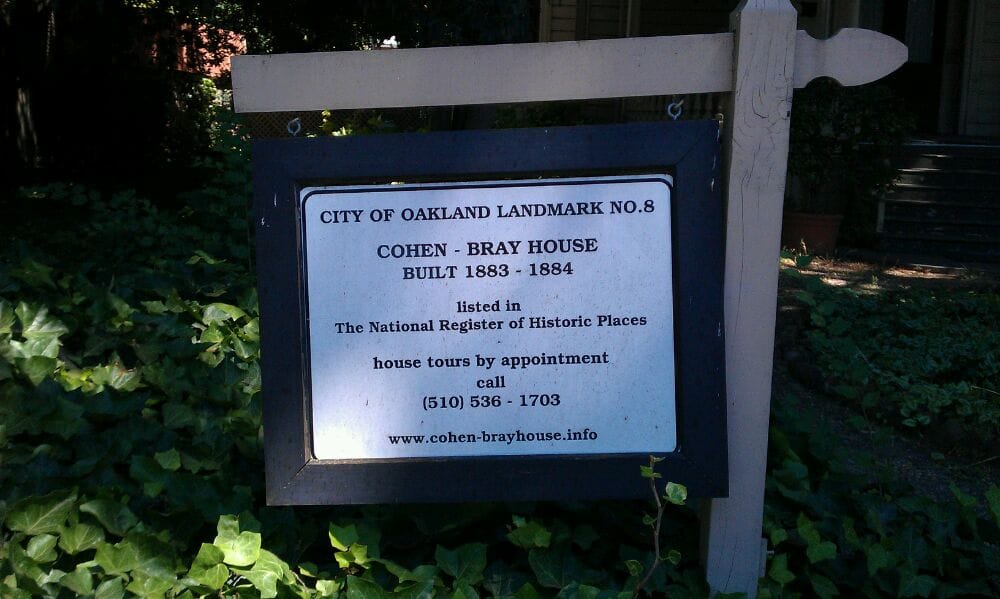 CITY OF OAKLAND LANDMARK NO.8
COHEN - BRAY HOUSE
BUILT 1883 - 1884
listed in
The National Register of Historic Places
house tours by appointment
call
(510) 536 - 1703
www.cohen-brayhouse.info